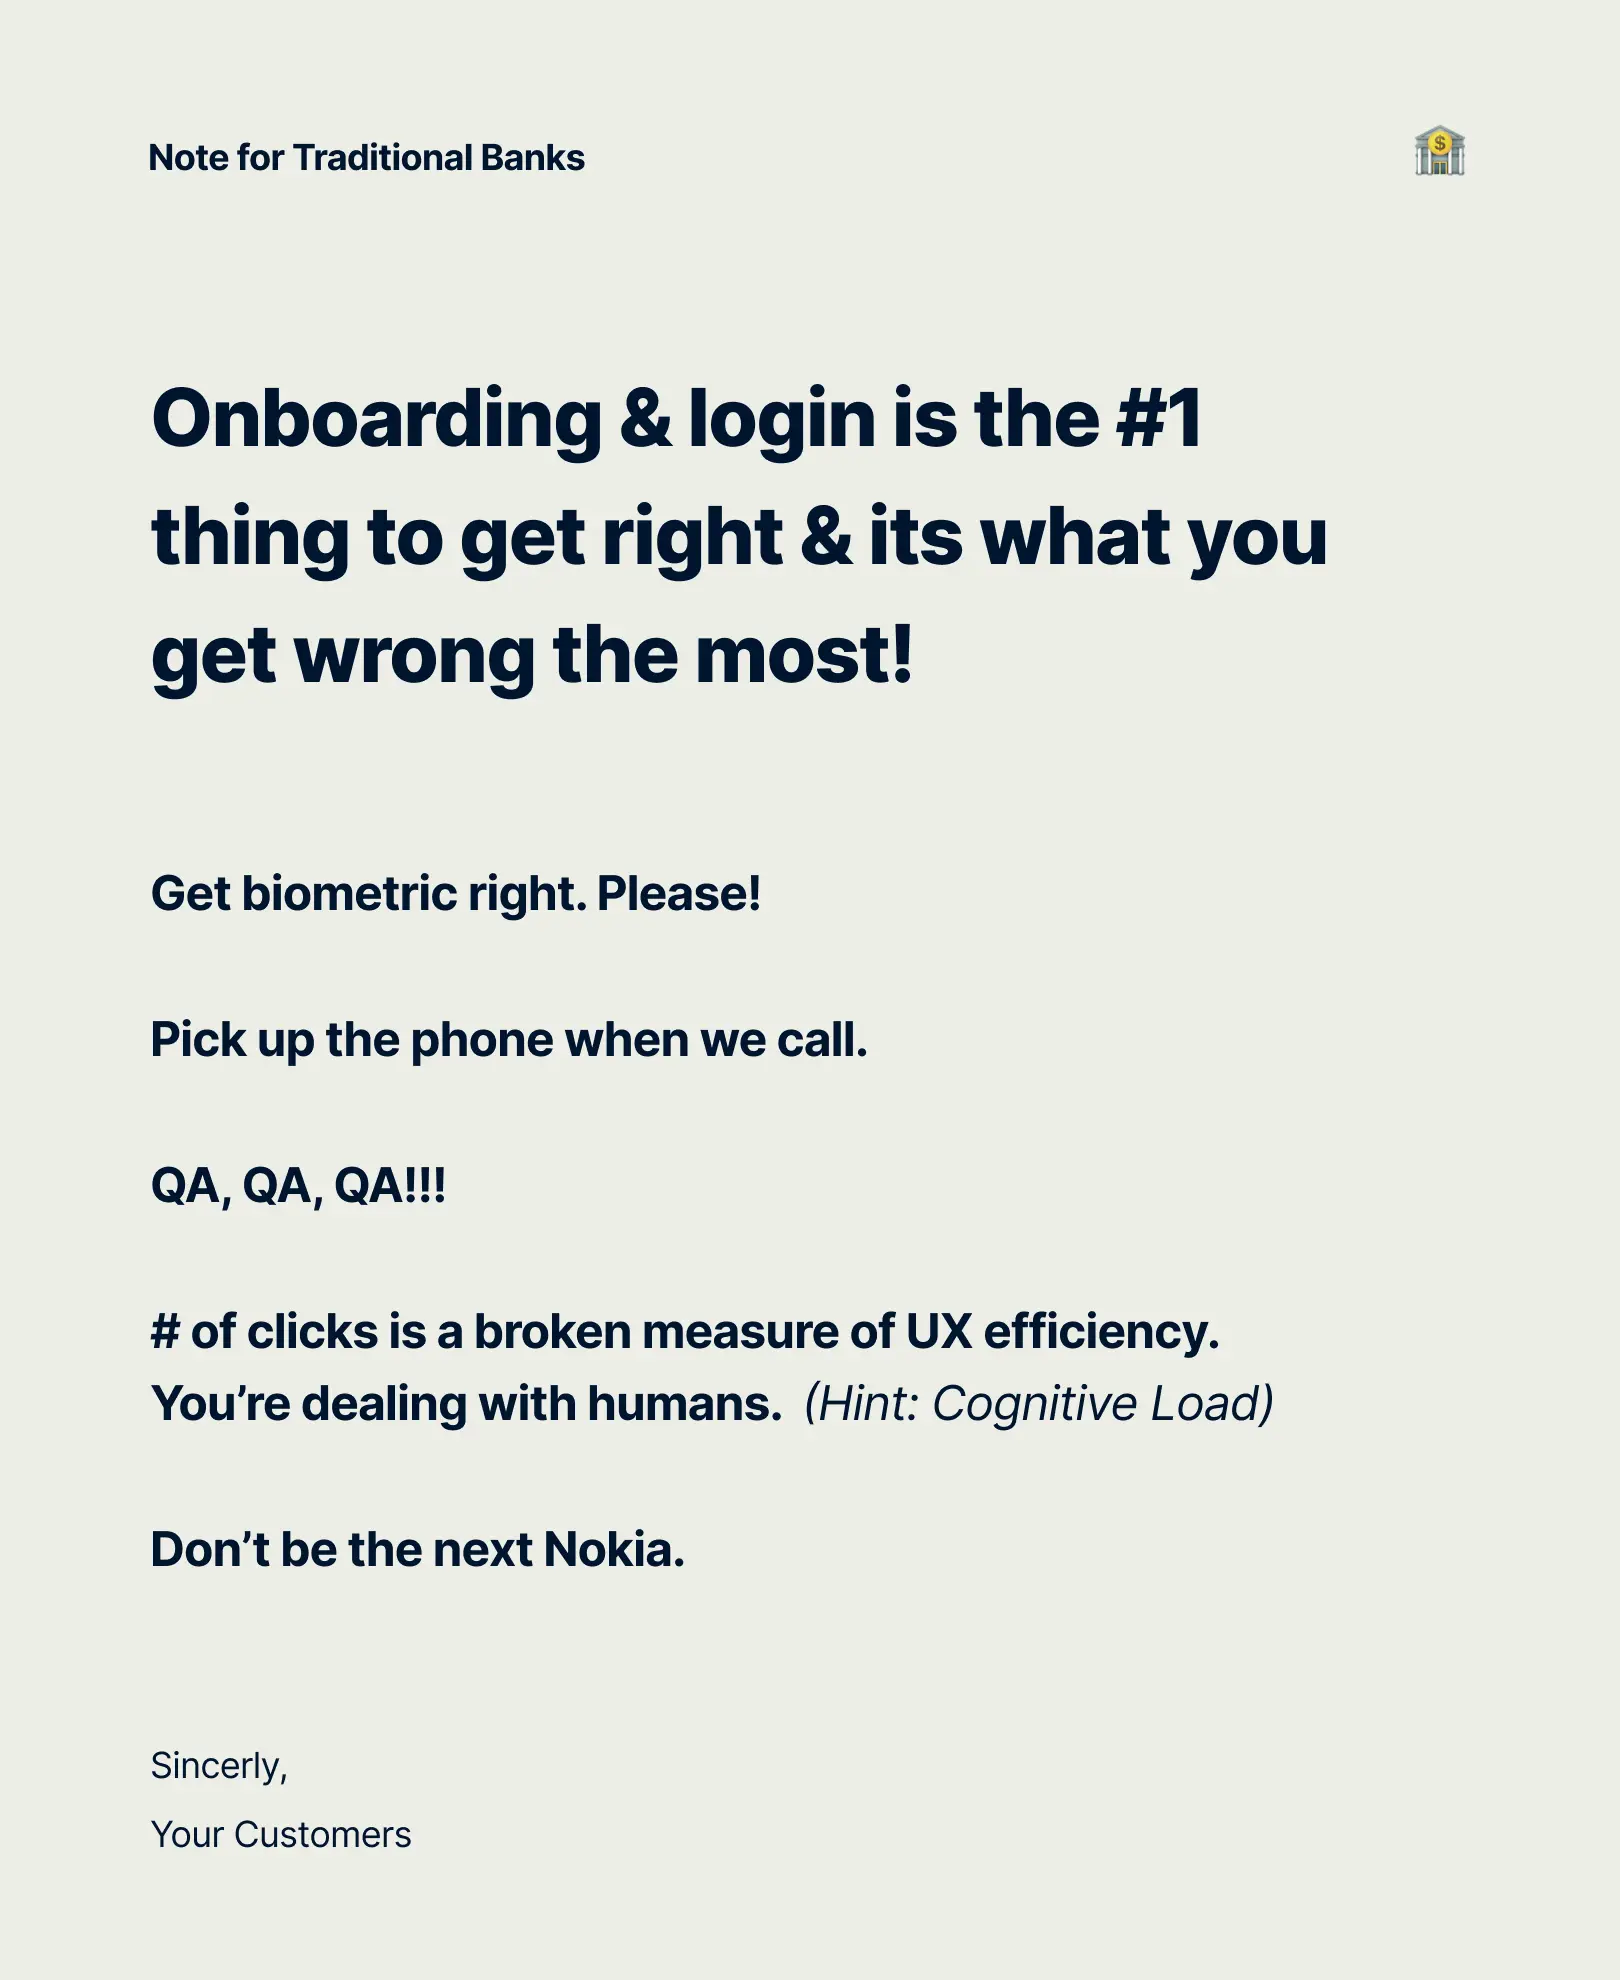 Note for Traditional Banks
Onboarding & login is the #1
thing to get right & its what you
get wrong the most!
Get biometric right. Please!
Pick up the phone when we call.
QA, QA, QA!!!
# of clicks is a broken measure of UX efficiency.
You’re dealing with humans. (Hint: Cognitive Load)
Don’t be the next Nokia.
Sincerly,
Your Customers